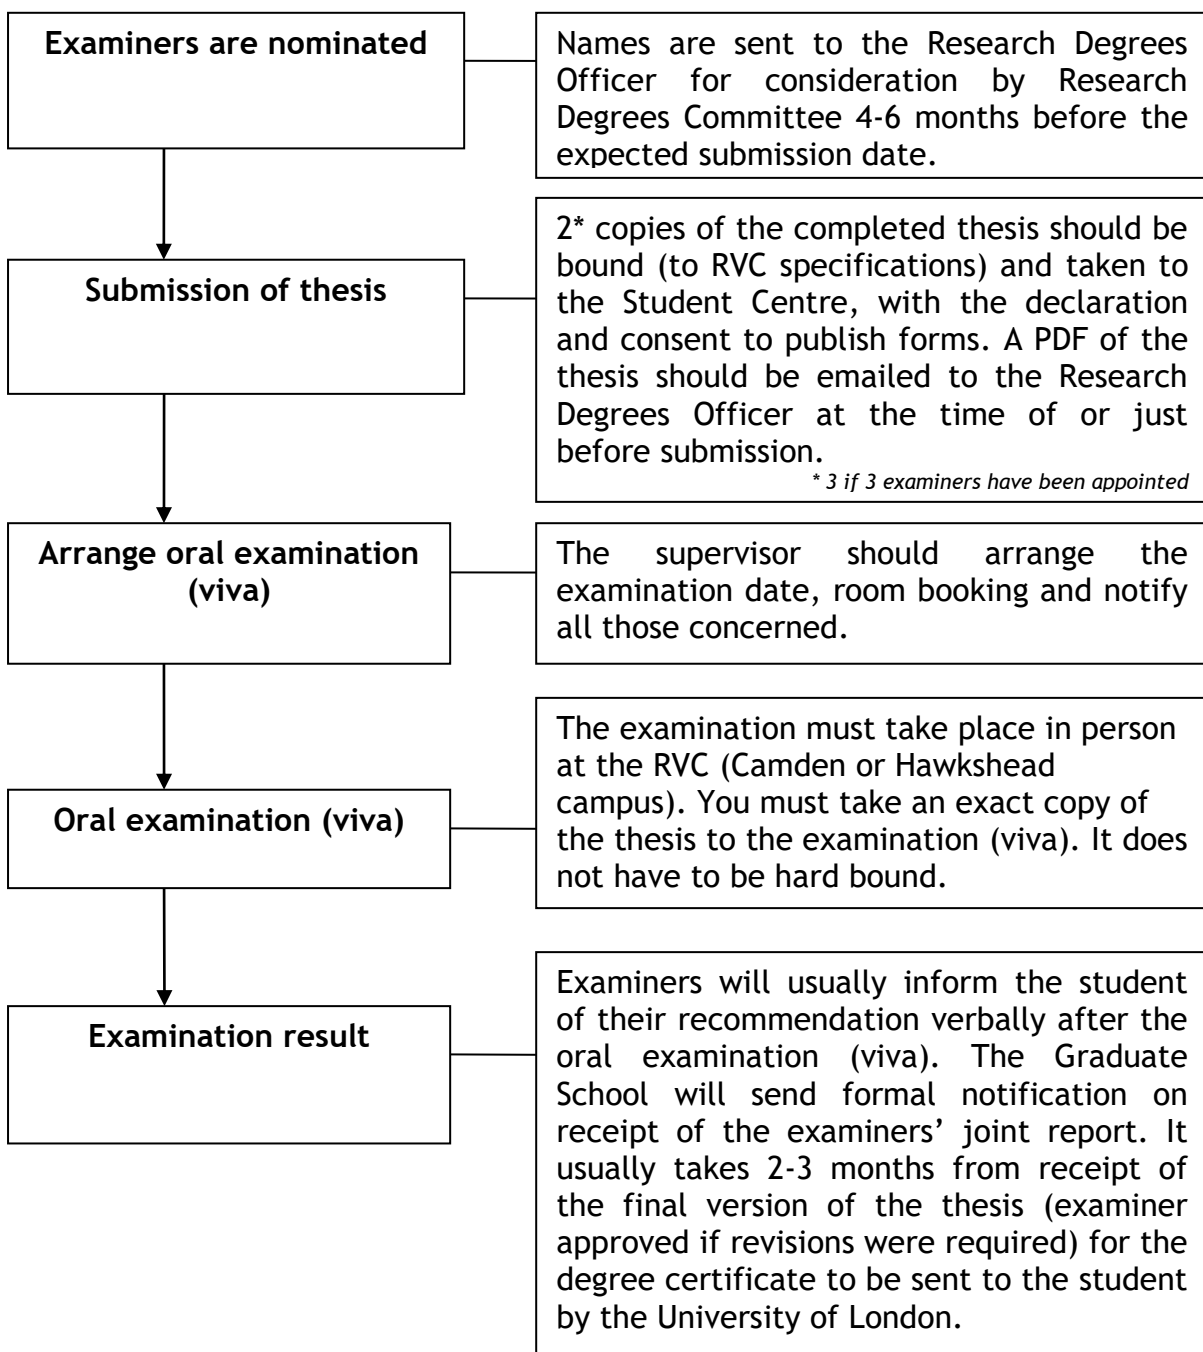 Examiners are nominated
Names are sent to the Research Degrees
Officer for consideration by Research
Degrees Committee 4-6 months before the
expected submission date.
Submission of thesis
2* copies of the completed thesis should be
bound (to RVC specifications) and taken to
the Student Centre, with the declaration
and consent to publish forms. A PDF of the
thesis should be emailed to the Research
Degrees Officer at the time of or just
before submission.
* 3 if 3 examiners have been appointed
Arrange oral examination
(viva)
The supervisor should arrange the
examination date, room booking and notify
all those concerned.
Oral examination (viva)
The examination must take place in person
at the RVC (Camden or Hawkshead
campus). You must take an exact copy of
the thesis to the examination (viva). It does
not have to be hard bound.
Examination result
Examiners will usually inform the student
of their recommendation verbally after the
oral examination (viva). The Graduate
School will send formal notification on
receipt of the examiners’ joint report. It
usually takes 2-3 months from receipt of
the final version of the thesis (examiner
approved if revisions were required) for the
degree certificate to be sent to the student
by the University of London.